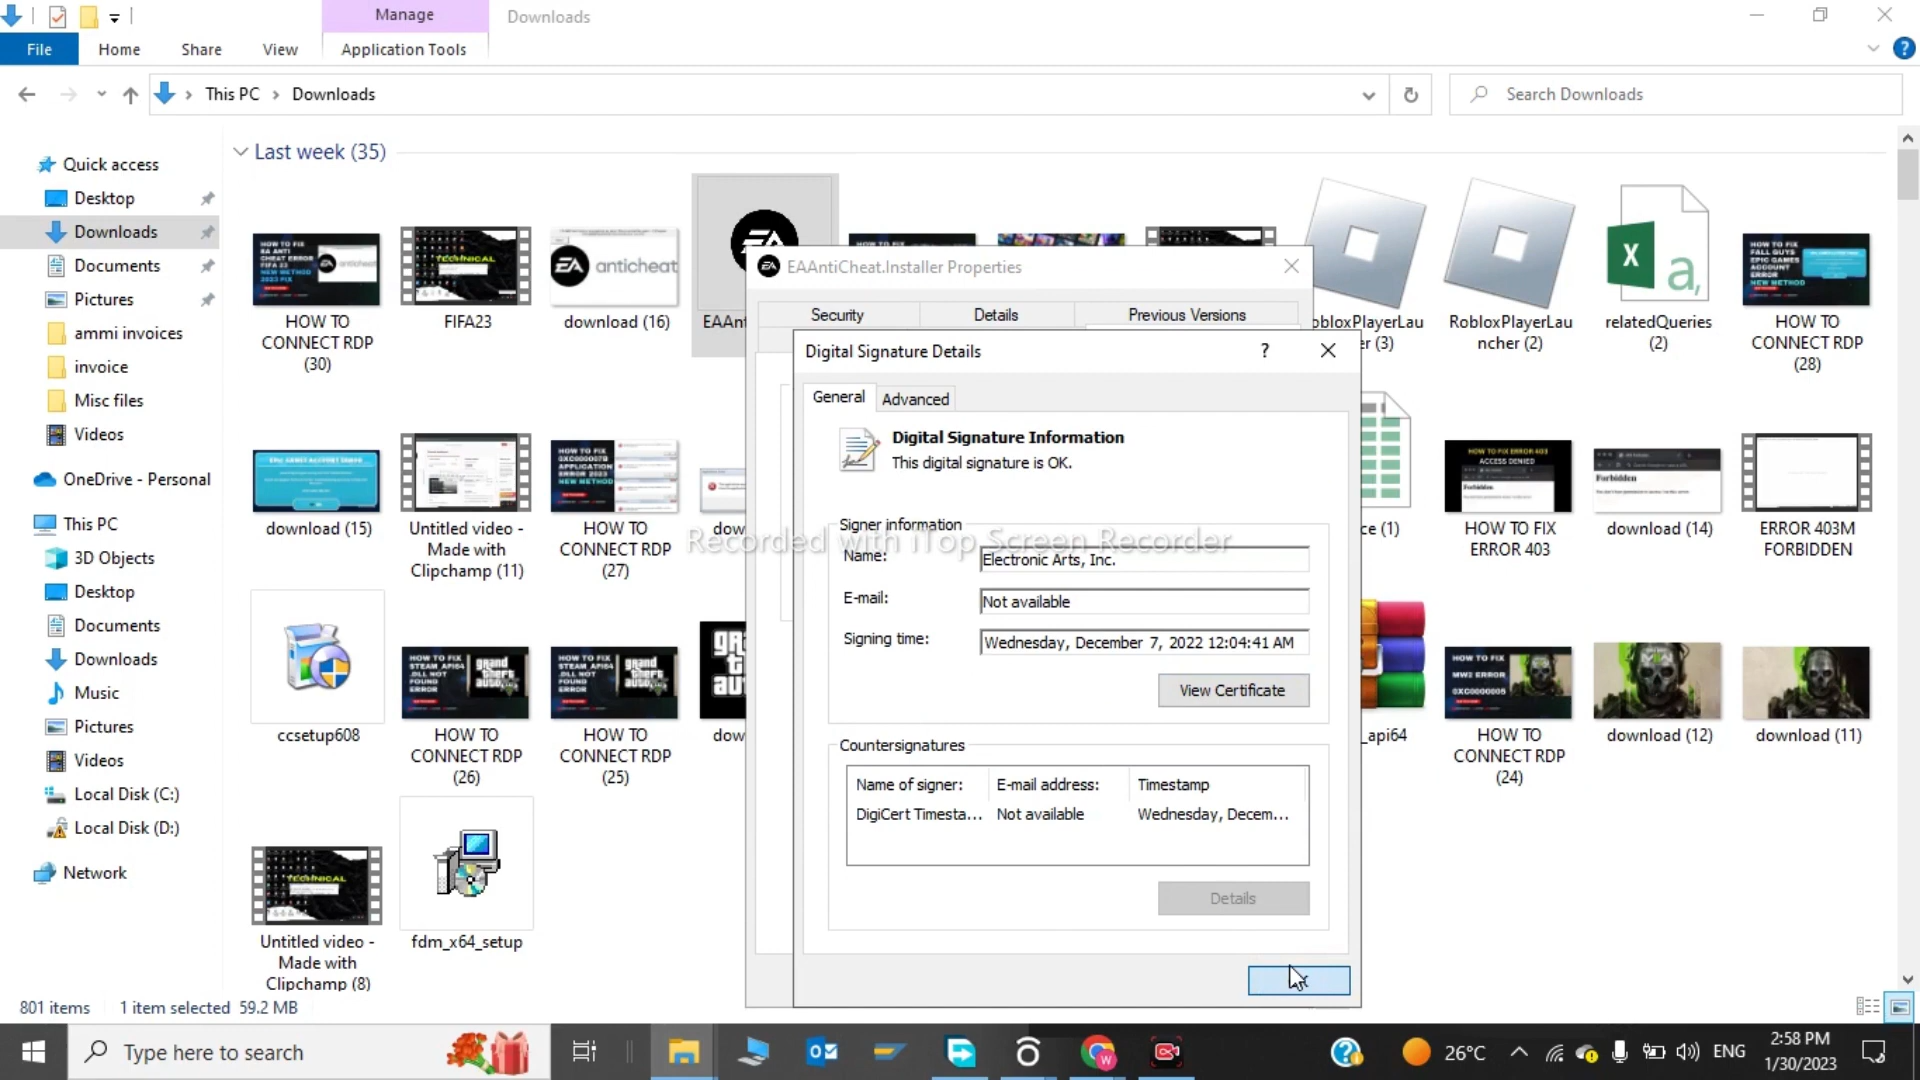 Manage
Downloads
File
Home
Share
View
Application Tools
This PC
Downloads
Search Downloads
Quick access
Desktop
Downloads
Documents
Pictures
ammi invoices
invoice
Misc files
Videos
OneDrive - Personal
This PC
3D Objects
Desktop
Documents
Downloads
Music
Pictures
Videos
Local Disk (C:)
Local Disk (D:)
Network
Last week (35)
HOW TO
CONNECT RDP
(30)
FIFA23
EA anticheat
download (16)
RobloxPlayerLau
ncher (2)
relatedQueries
(2)
HOW TO
CONNECT RDP
(28)
download (15)
Untitled video -
Made with
Clipchamp (11)
HOW TO
CONNECT RDP
(27)
HOW TO FIX
ERROR 403
download (14)
ERROR 403M
FORBIDDEN
ccsetup608
HOW TO
CONNECT RDP
(26)
HOW TO
CONNECT RDP
(25)
_api64
HOW TO
CONNECT RDP
(24)
download (12)
download (11)
Untitled video -
Made with
Clipchamp (8)
fdm_x64_setup
EAAntiCheat.Installer Properties
Security
Details
Previous Versions
Digital Signature Details
?
General
Advanced
Digital Signature Information
This digital signature is OK.
Signer information
Recorded with iTop Screen Recorder
Name:
Electronic Arts, Inc.
E-mail:
Not available
Signing time:
Wednesday, December 7, 2022 12:04:41 AM
View Certificate
Countersignatures
Name of signer:
E-mail address:
Timestamp
DigiCert Timesta...
Not available
Wednesday, Decem...
Details
801 items
1 item selected 59.2 MB
Type here to search
26°C
ENG
2:58 PM
1/30/2023